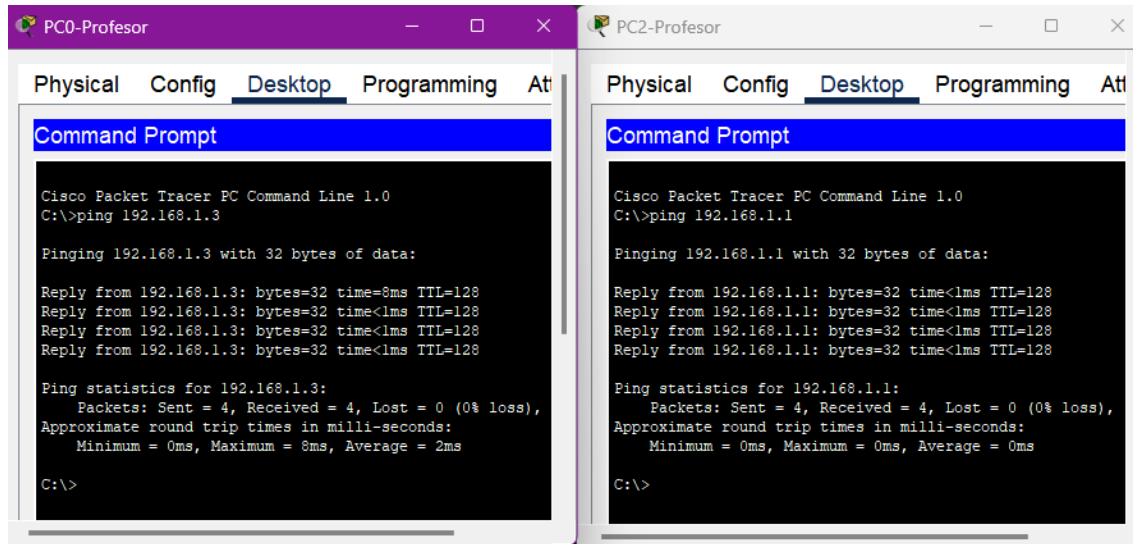 PC0-Profesor
Physical Config Desktop Programming Att
Command Prompt
Cisco Packet Tracer PC Command Line 1.0
C:\>ping 192.168.1.3
Pinging 192.168.1.3 with 32 bytes of data:
Reply from 192.168.1.3: bytes=32 time=8ms TTL=128
Reply from 192.168.1.3: bytes=32 time<1ms TTL=128
Reply from 192.168.1.3: bytes=32 time<1ms TTL=128
Reply from 192.168.1.3: bytes=32 time<1ms TTL=128
Ping statistics for 192.168.1.3:
Packets: Sent = 4, Received = 4, Lost = 0 (0% loss),
Approximate round trip times in milli-seconds:
Minimum = 0ms, Maximum = 8ms, Average = 2ms
C:\>
PC2-Profesor
Physical Config Desktop Programming Att
Command Prompt
Cisco Packet Tracer PC Command Line 1.0
C:\>ping 192.168.1.1
Pinging 192.168.1.1 with 32 bytes of data:
Reply from 192.168.1.1: bytes=32 time<1ms TTL=128
Reply from 192.168.1.1: bytes=32 time<1ms TTL=128
Reply from 192.168.1.1: bytes=32 time<1ms TTL=128
Reply from 192.168.1.1: bytes=32 time<1ms TTL=128
Ping statistics for 192.168.1.1:
Packets: Sent = 4, Received = 4, Lost = 0 (0% loss),
Approximate round trip times in milli-seconds:
Minimum = 0ms, Maximum = 0ms, Average = 0ms
C:\>